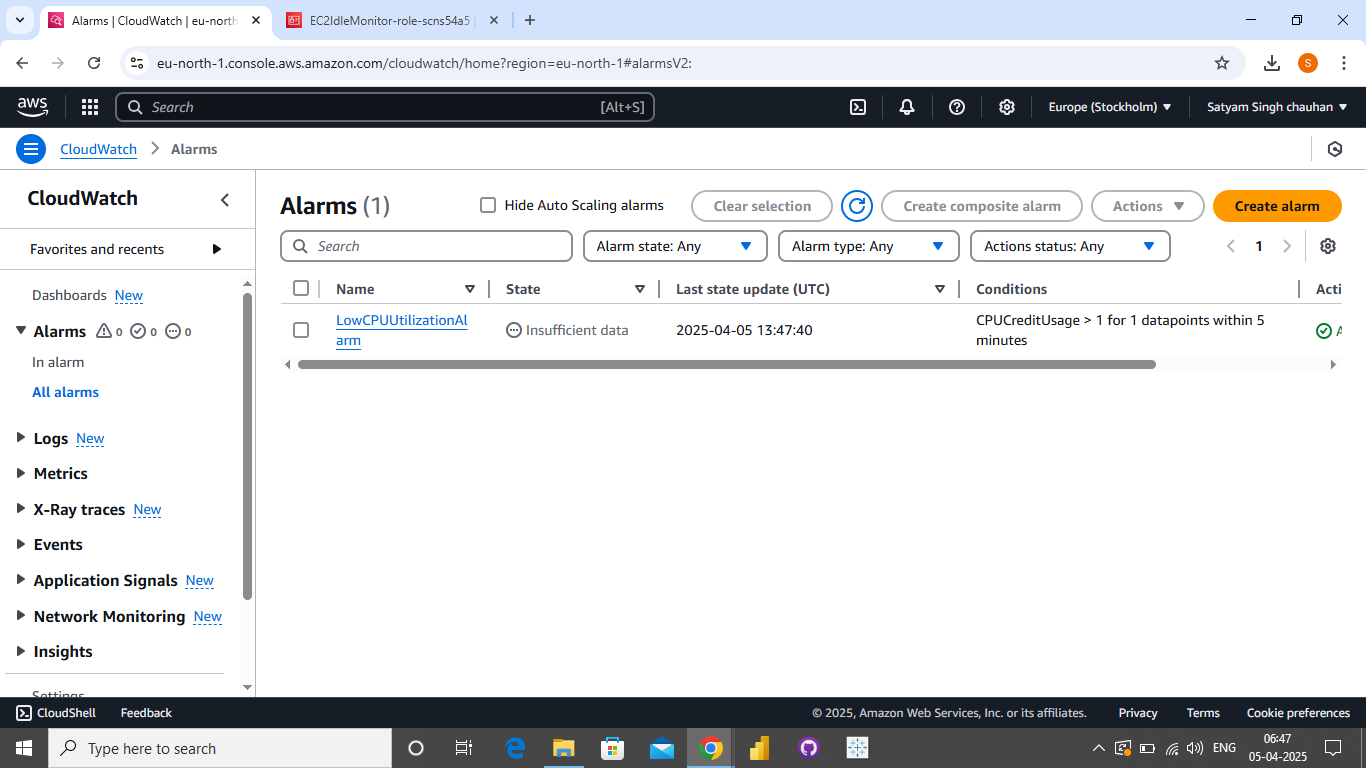 Alarms | CloudWatch | eu-north-
EC2IdleMonitor-role-scns54a5 |
eu-north-1.console.aws.amazon.com/cloudwatch/home?region=eu-north-1#alarmsV2:
S
aws
Search
[Alt+S]
Europe (Stockholm)
Satyam Singh chauhan
CloudWatch
Alarms
CloudWatch
Favorites and recents
Dashboards New
Alarms 0 0 0
In alarm
All alarms
Logs New
Metrics
X-Ray traces New
Events
Application Signals New
Network Monitoring New
Insights
Settings
Alarms (1)
Hide Auto Scaling alarms
Clear selection
Create composite alarm
Actions
Create alarm
Search
Alarm state: Any
Alarm type: Any
Actions status: Any
1
Name
State
Last state update (UTC)
Conditions
Acti
LowCPUUtilizationAl
arm
Insufficient data
2025-04-05 13:47:40
CPUCreditUsage > 1 for 1 datapoints within 5
minutes
A
CloudShell
Feedback
© 2025, Amazon Web Services, Inc. or its affiliates.
Privacy
Terms
Cookie preferences
Type here to search
ENG
06:47
05-04-2025